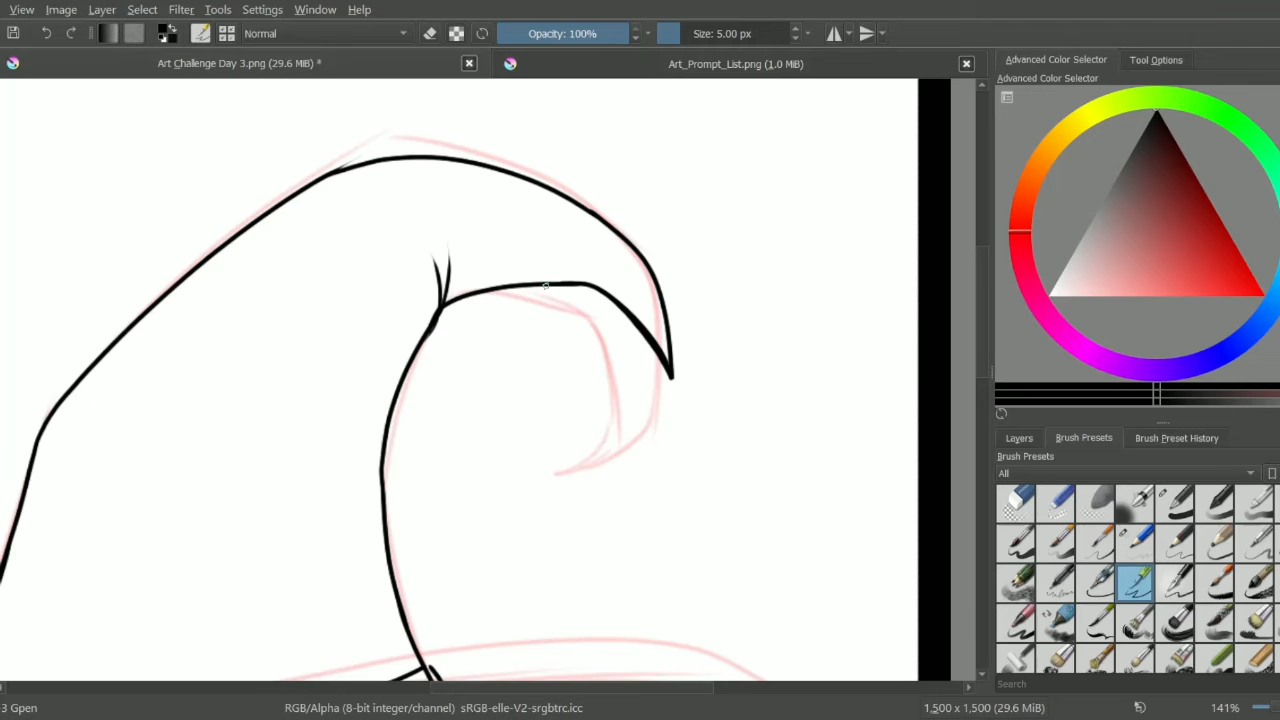 View Image Layer Select Filter Tools Settings Window Help
Normal Opacity: 100% Size: 5.00 px
Art Challenge Day 3.png (29.6 MiB) * Art_Prompt_List.png (1.0 MiB) Advanced Color Selector Tool Options
Advanced Color Selector
Layers Brush Presets Brush Preset History
Brush Presets
All
Search
3 Gpen RGB/Alpha (8-bit integer/channel) sRGB-elle-V2-srgbtrc.icc 1,500 x 1,500 (29.6 MiB) 141%